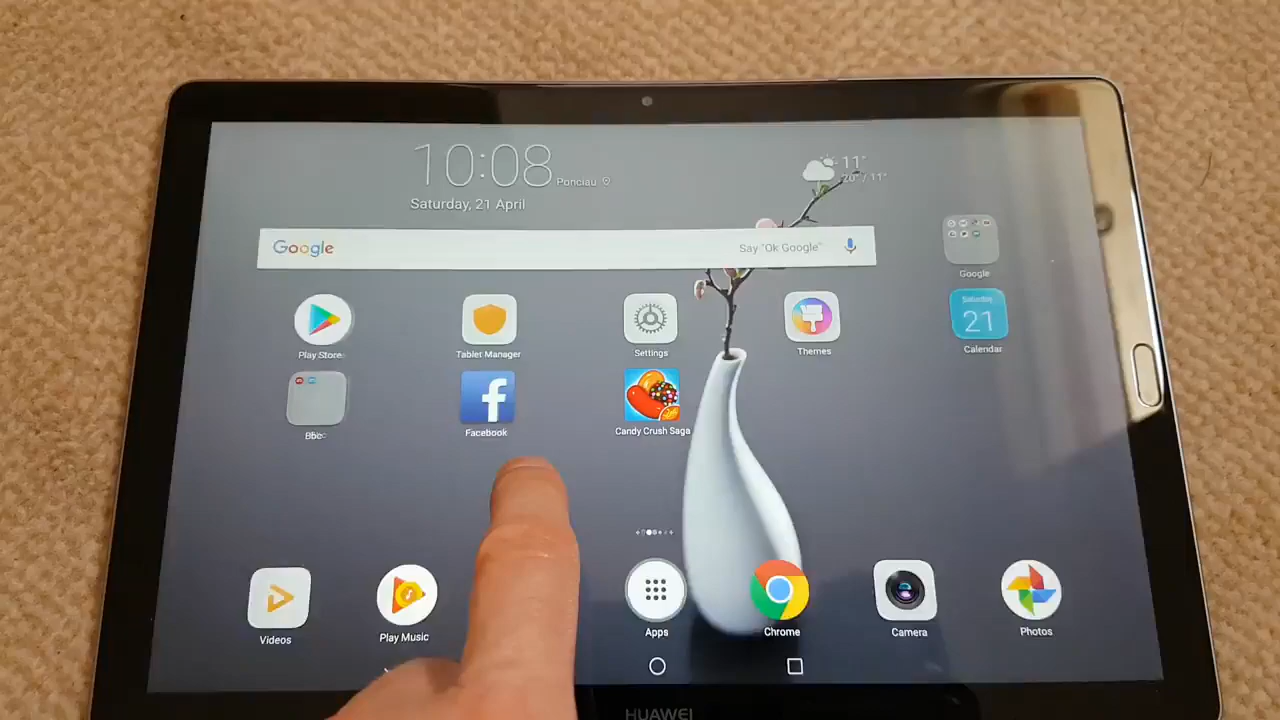 10:08 Ponciau
Saturday, 21 April
11°
20° / 11°
Google
Say "Ok Google"
Google
Play Store
Tablet Manager
Settings
Themes
Saturday
21
Calendar
Facebook
Candy Crush Saga
Videos
Play Music
Apps
Chrome
Camera
Photos
HUAWEI